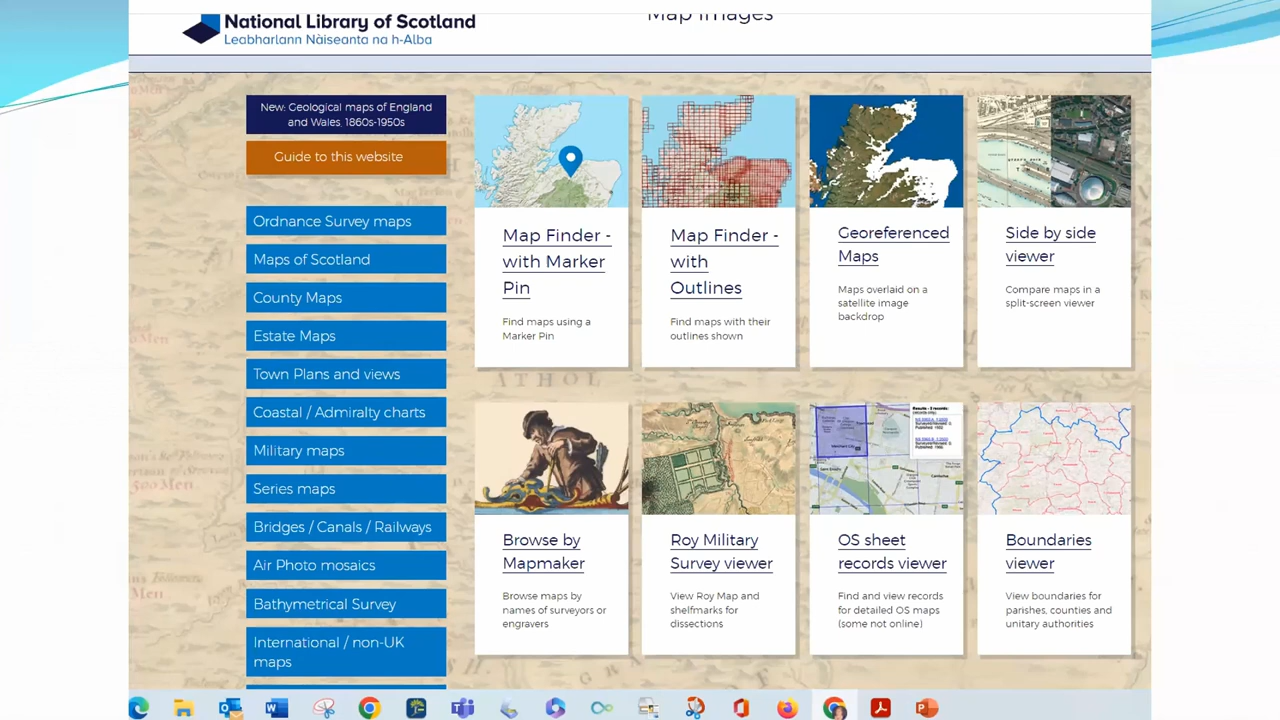 National Library of Scotland
Leabharlann Nàiseanta na h-Alba
Map Images
New: Geological maps of England
and Wales, 1860s-1950s
Guide to this website
Ordnance Survey maps
Maps of Scotland
County Maps
Estate Maps
Town Plans and views
Coastal / Admiralty charts
Military maps
Series maps
Bridges / Canals / Railways
Air Photo mosaics
Bathymetrical Survey
International / non-UK
maps
Map Finder -
with Marker
Pin
Find maps using a
Marker Pin
Map Finder -
with
Outlines
Find maps with their
outlines shown
Georeferenced
Maps
Maps overlaid on a
satellite image
backdrop
Side by side
viewer
Compare maps in a
split-screen viewer
ATHOL
Browse by
Mapmaker
Browse maps by
names of surveyors or
engravers
Roy Military
Survey viewer
View Roy Map and
shelfmarks for
dissections
OS sheet
records viewer
Find and view records
for detailed OS maps
(some not online)
Boundaries
viewer
View boundaries for
parishes, counties and
unitary authorities